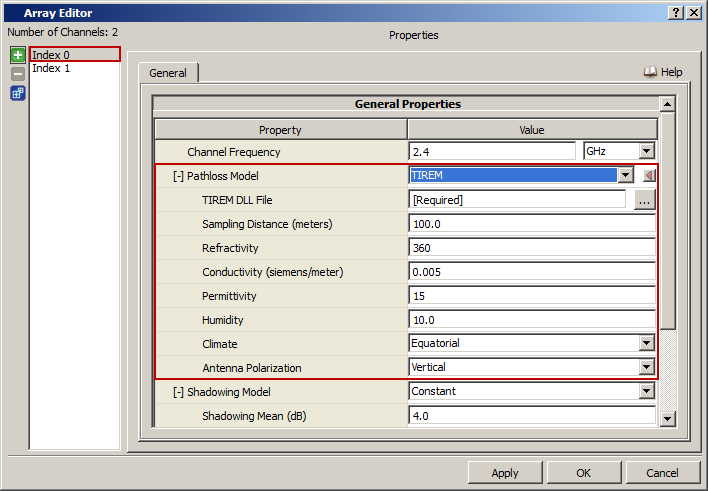 Array Editor
Number of Channels: 2
Index 0
Index 1
Properties
General
Help
General Properties
Property Value
Channel Frequency 2.4 GHz
[-] Pathloss Model TIREM
TIREM DLL File [Required] ...
Sampling Distance (meters) 100.0
Refractivity 360
Conductivity (siemens/meter) 0.005
Permittivity 15
Humidity 10.0
Climate Equatorial
Antenna Polarization Vertical
[-] Shadowing Model Constant
Shadowing Mean (dB) 4.0
Apply OK Cancel